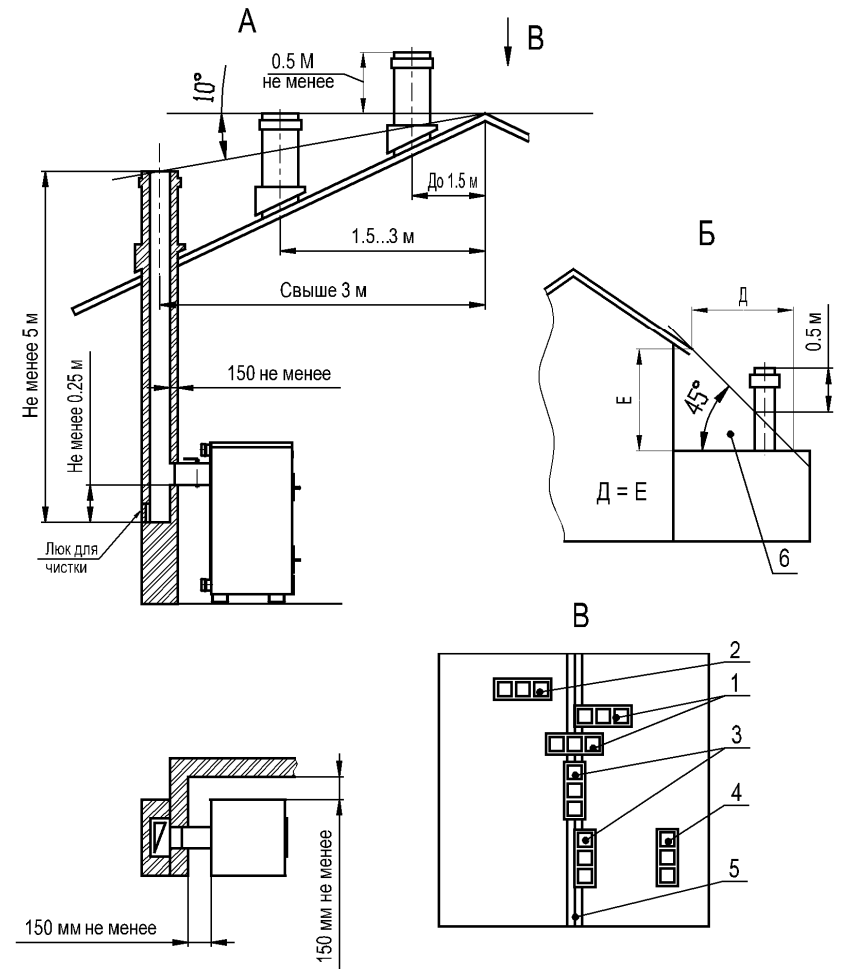 А
В
0.5 М
не менее
10°
До 1.5 м
1.5...3 м
Свыше 3 м
Не менее 5 м
Не менее 0.25 м
150 не менее
Люк для
чистки
Б
Д
0.5 м
Е
45°
Д = Е
6
В
2
1
3
4
5
150 мм не менее
150 мм не менее